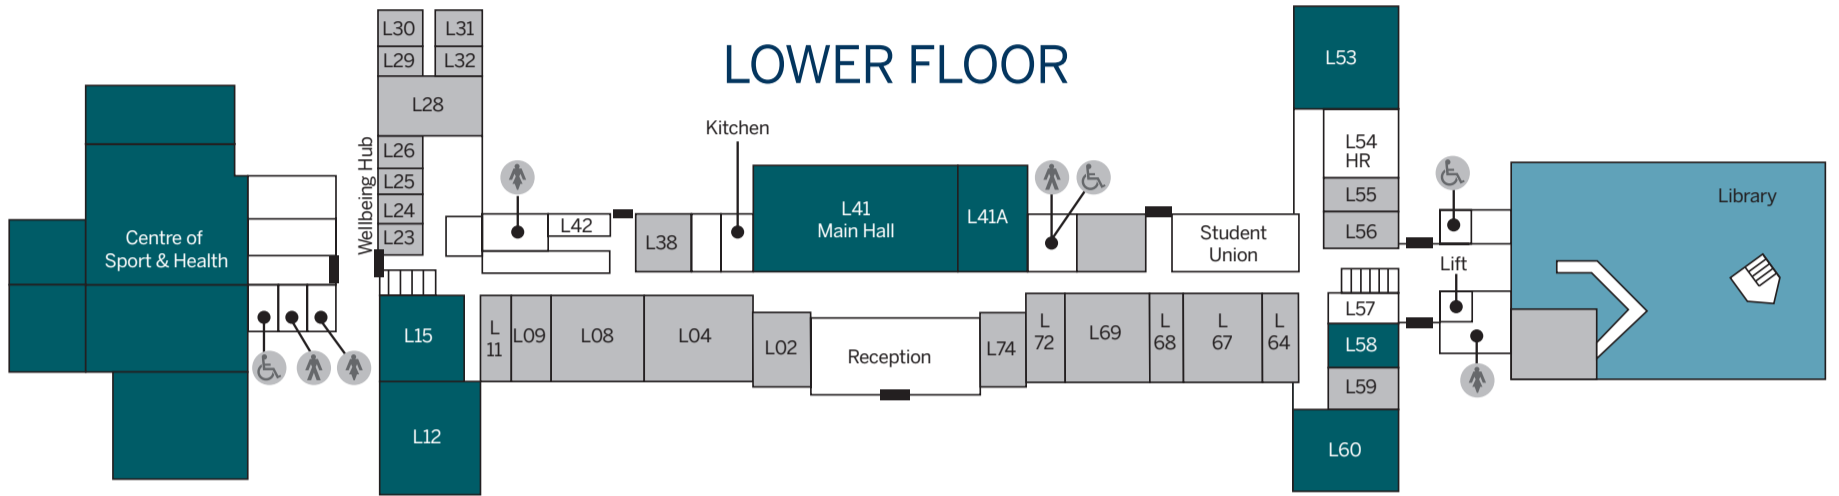 LOWER FLOOR
L30
L31
L29
L32
L28
Wellbeing Hub
L26
L25
L24
L23
Centre of
Sport & Health
L42
L38
Kitchen
L41
Main Hall
L41A
Student
Union
L53
L54
HR
L55
L56
Library
Lift
L15
L12
L
11
L09
L08
L04
L02
Reception
L74
L
72
L69
L
68
L
67
L
64
L57
L58
L59
L60